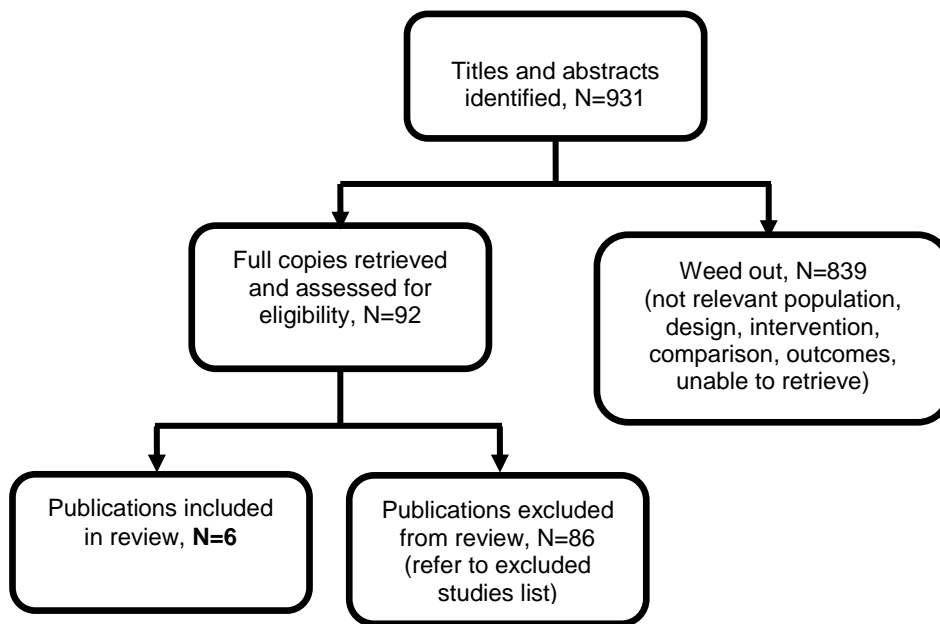 Titles and abstracts
identified, N=931
Full copies retrieved
and assessed for
eligibility, N=92
Weed out, N=839
(not relevant population,
design, intervention,
comparison, outcomes,
unable to retrieve)
Publications included
in review, N=6
Publications excluded
from review, N=86
(refer to excluded
studies list)